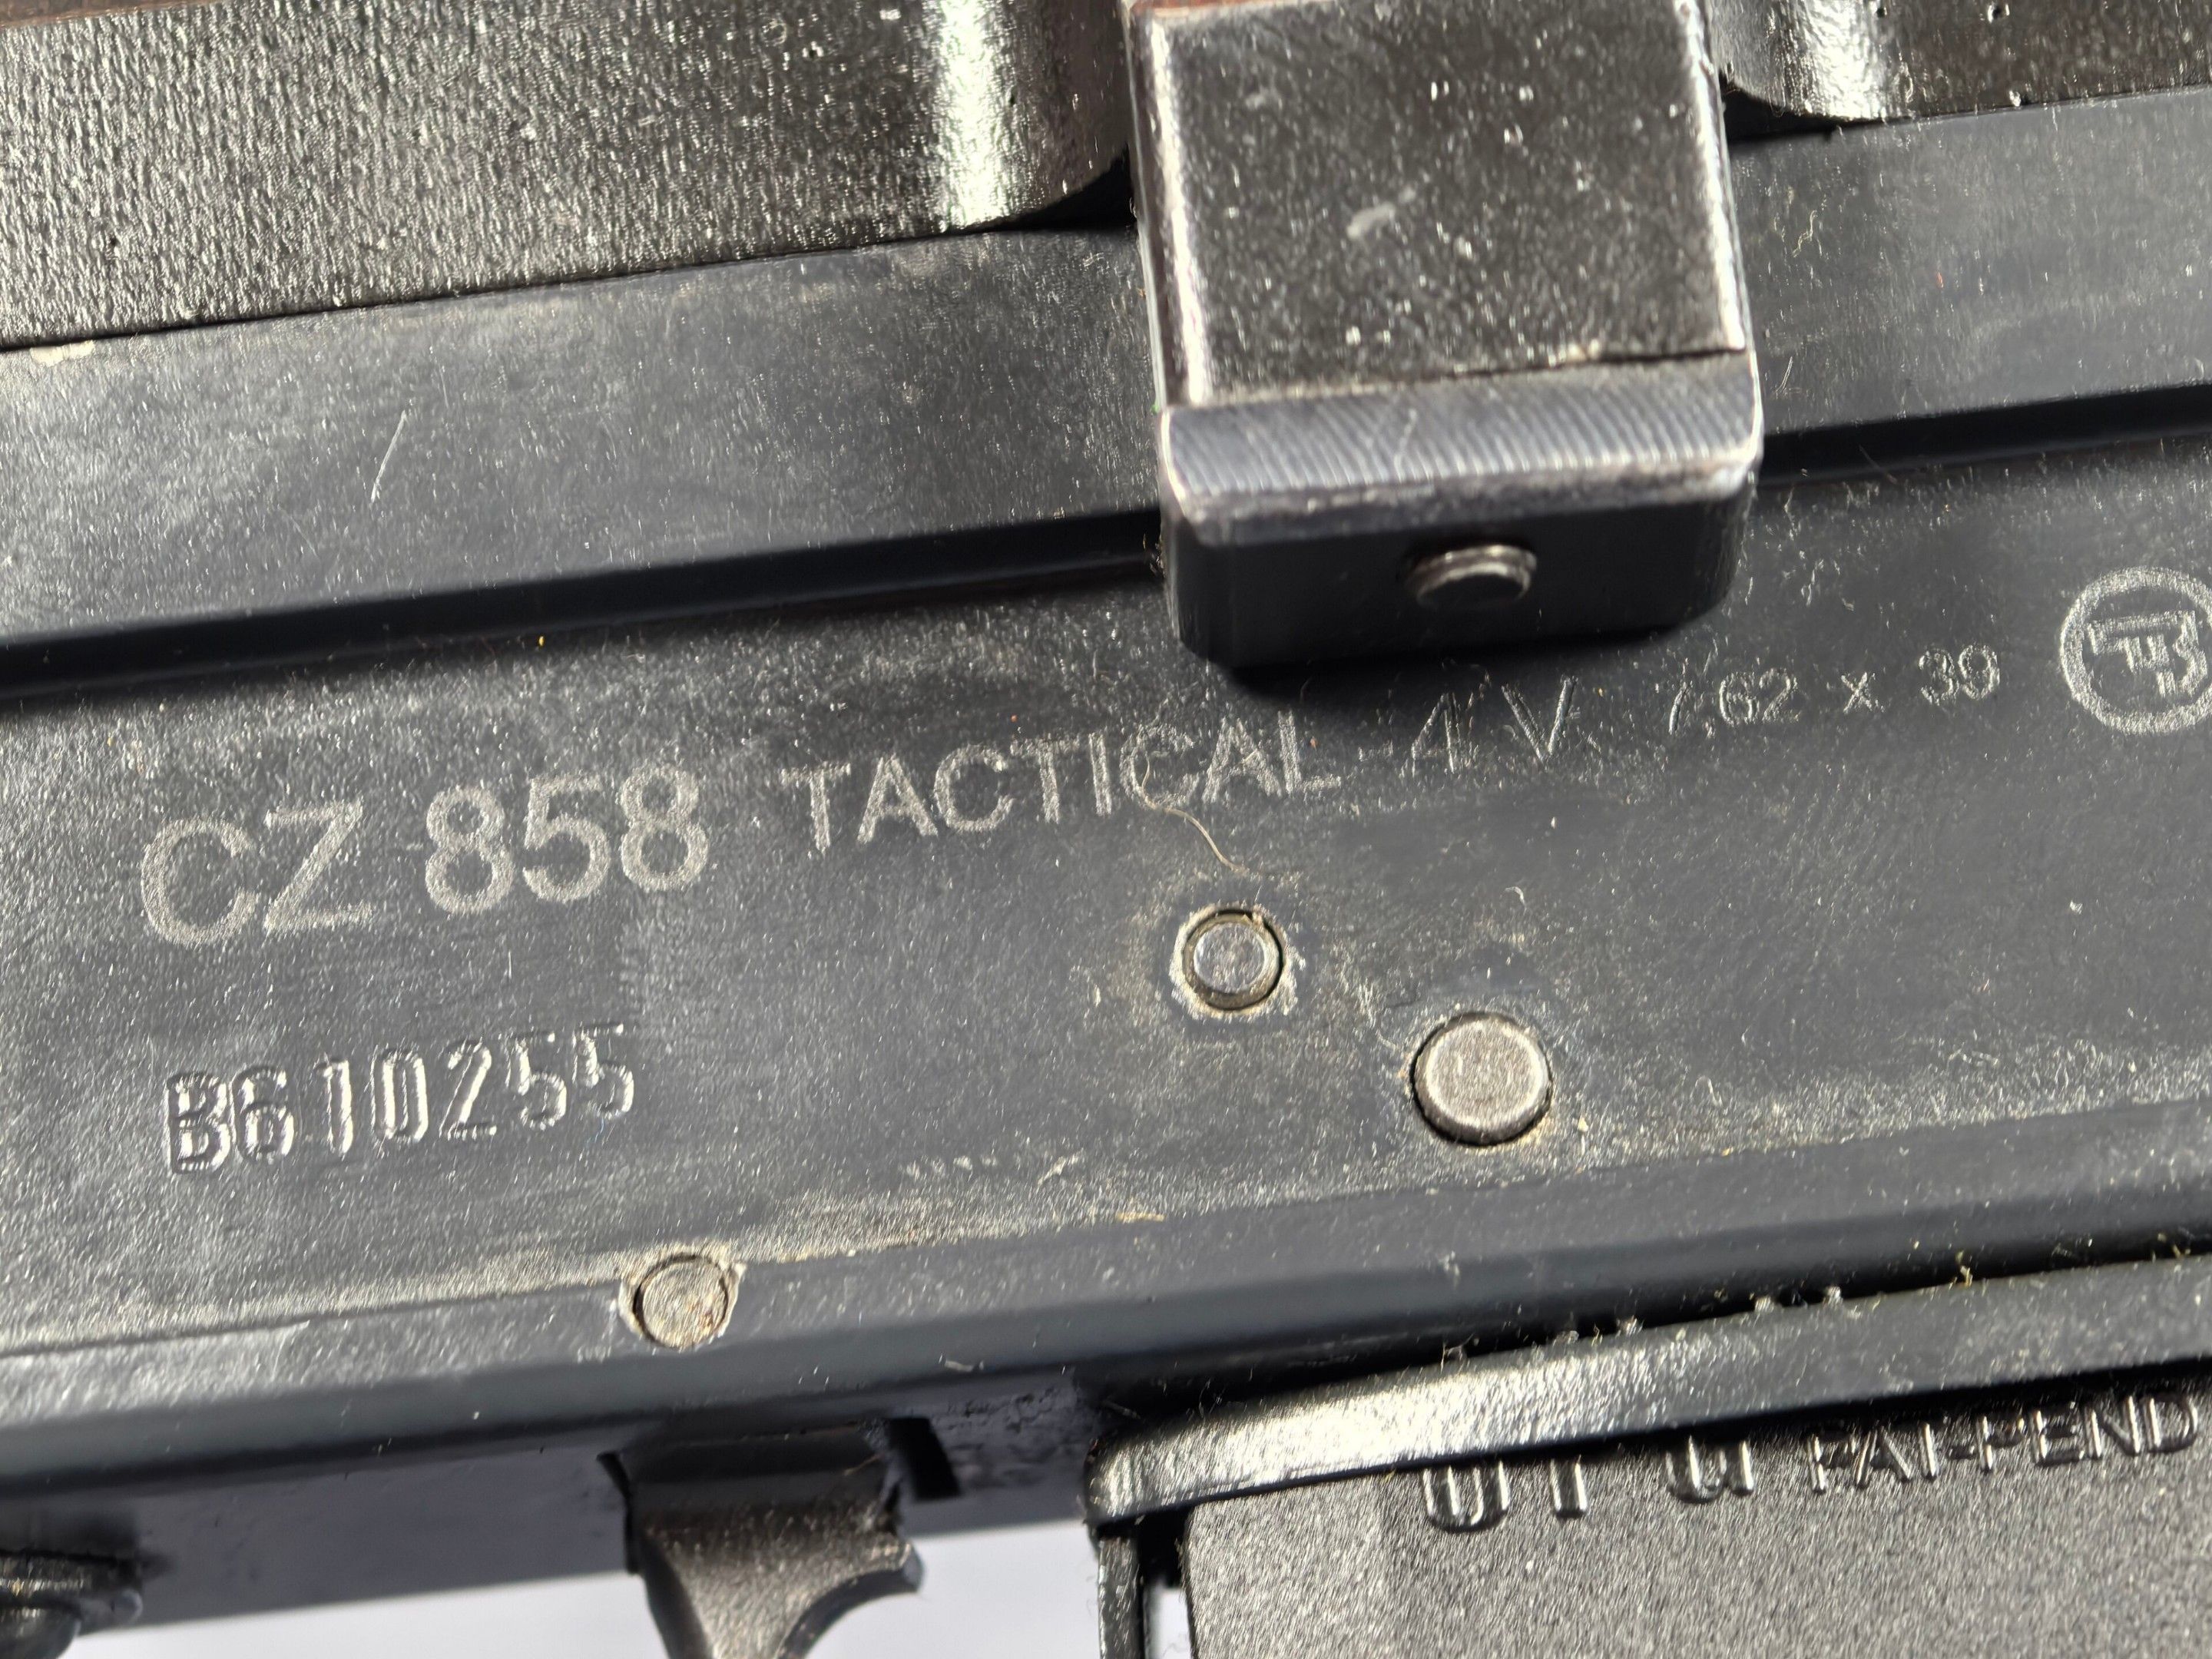 CZ 858 TACTICAL - 4 V 7,62 x 39
B610255
PAT-PEND